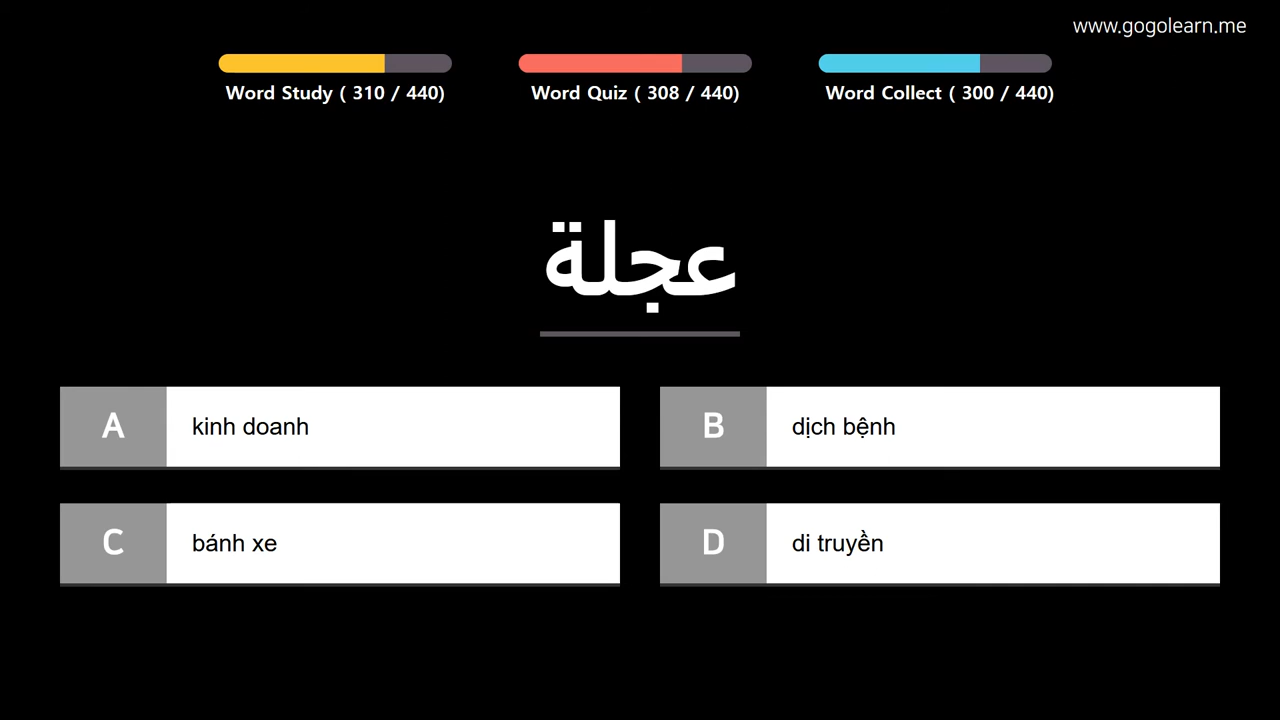 www.gogolearn.me
Word Study ( 310 / 440)
Word Quiz ( 308 / 440)
Word Collect ( 300 / 440)
عجلة
A kinh doanh
B dịch bệnh
C bánh xe
D di truyền